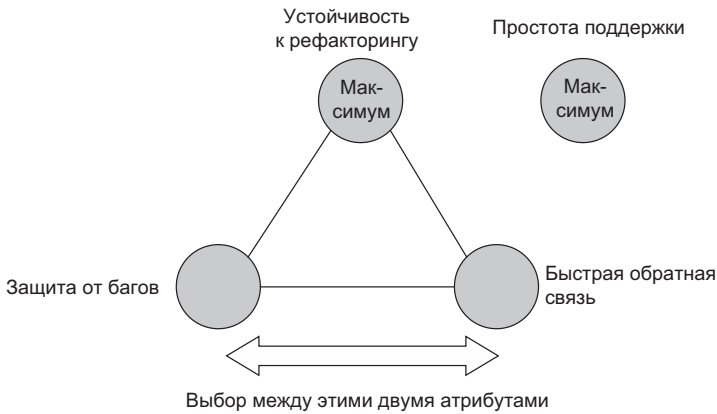 Устойчивость
к рефакторингу
Простота поддержки
Мак-
симум
Мак-
симум
Защита от багов
Быстрая обратная
связь
Выбор между этими двумя атрибутами